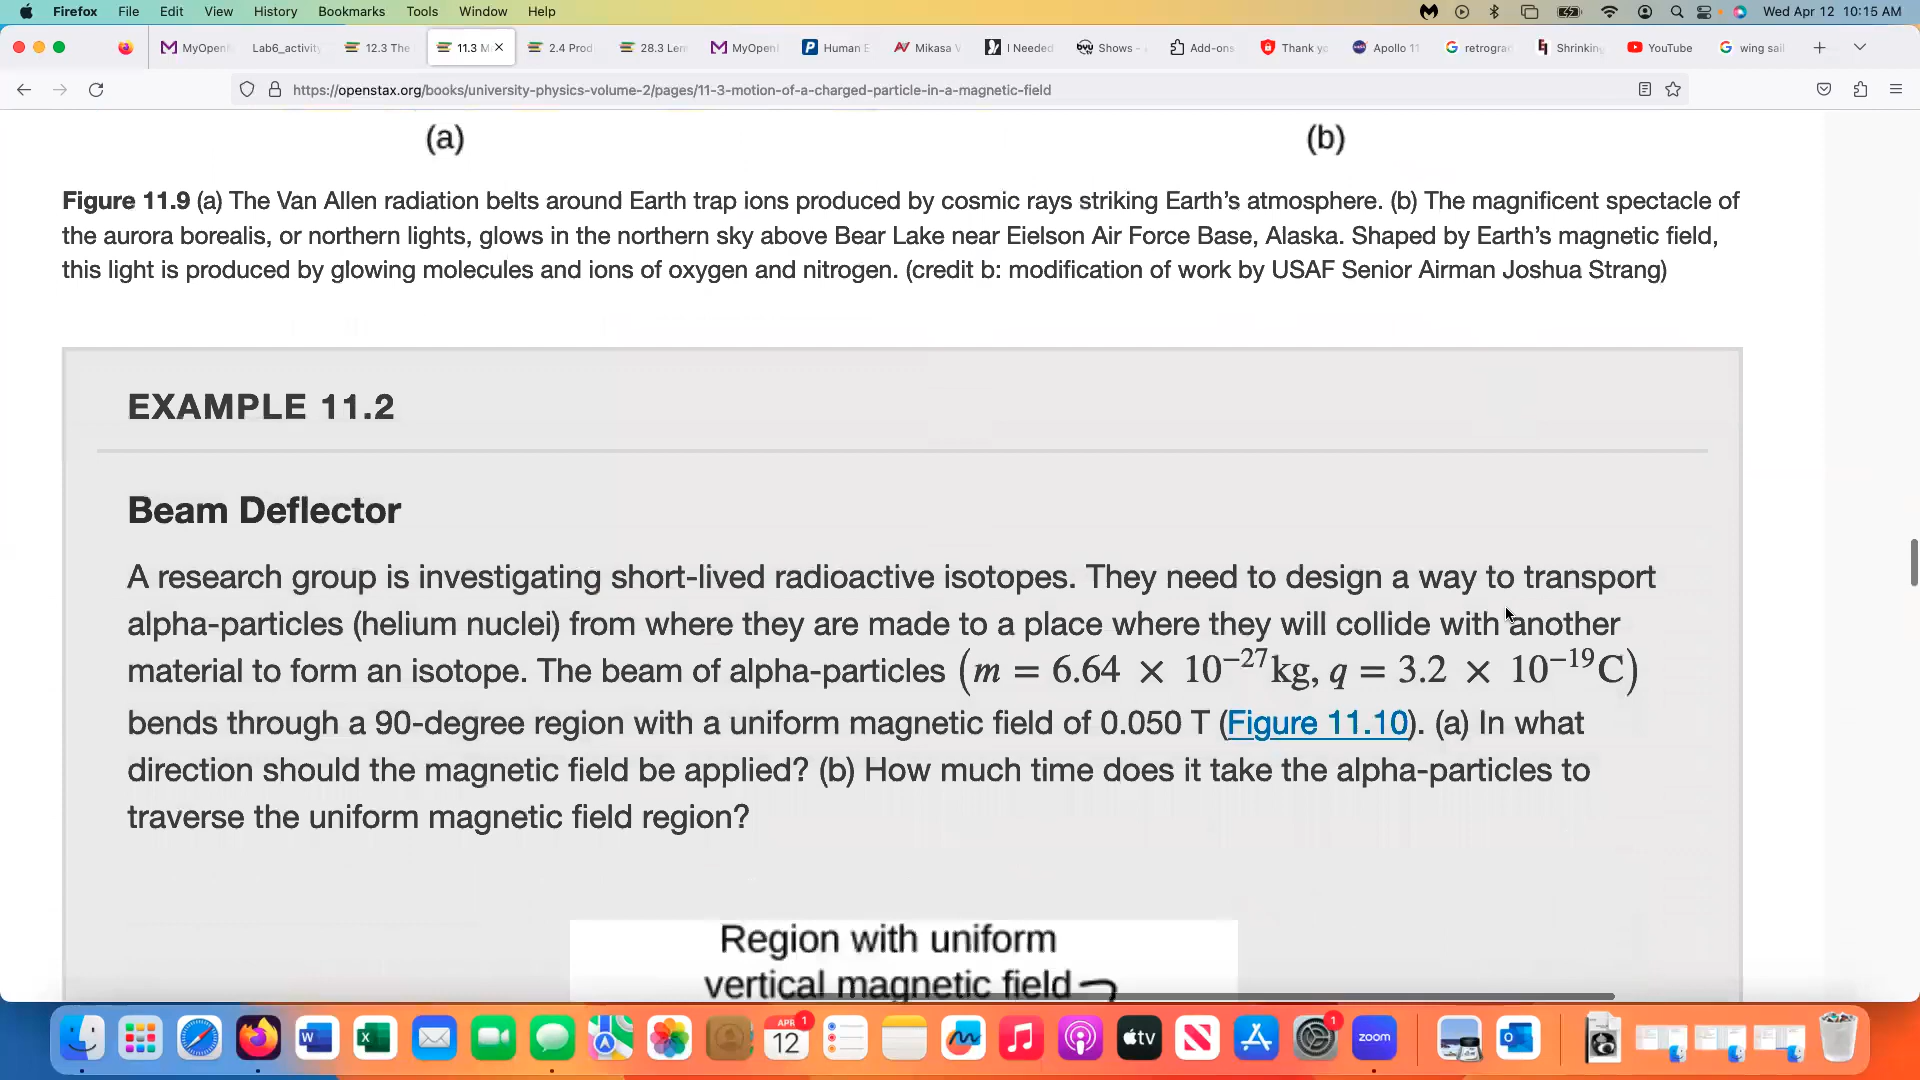 Firefox File Edit View History Bookmarks Tools Window Help Wed Apr 12 10:15 AM
MyOpen Lab6_activity 12.3 The 11.3 M 2.4 Prod 28.3 Len MyOpen Human E Mikasa V I Needed Shows - Add-ons Thank yo Apollo 11 retrogra Shrinking YouTube wing sail
https://openstax.org/books/university-physics-volume-2/pages/11-3-motion-of-a-charged-particle-in-a-magnetic-field
(a) (b)
Figure 11.9 (a) The Van Allen radiation belts around Earth trap ions produced by cosmic rays striking Earth’s atmosphere. (b) The magnificent spectacle of
the aurora borealis, or northern lights, glows in the northern sky above Bear Lake near Eielson Air Force Base, Alaska. Shaped by Earth’s magnetic field,
this light is produced by glowing molecules and ions of oxygen and nitrogen. (credit b: modification of work by USAF Senior Airman Joshua Strang)
EXAMPLE 11.2
Beam Deflector
A research group is investigating short-lived radioactive isotopes. They need to design a way to transport
alpha-particles (helium nuclei) from where they are made to a place where they will collide with another
material to form an isotope. The beam of alpha-particles (m = 6.64 × 10⁻²⁷kg, q = 3.2 × 10⁻¹⁹C)
bends through a 90-degree region with a uniform magnetic field of 0.050 T (Figure 11.10). (a) In what
direction should the magnetic field be applied? (b) How much time does it take the alpha-particles to
traverse the uniform magnetic field region?
Region with uniform
vertical magnetic field
APR 1
12
tv
1
zoom